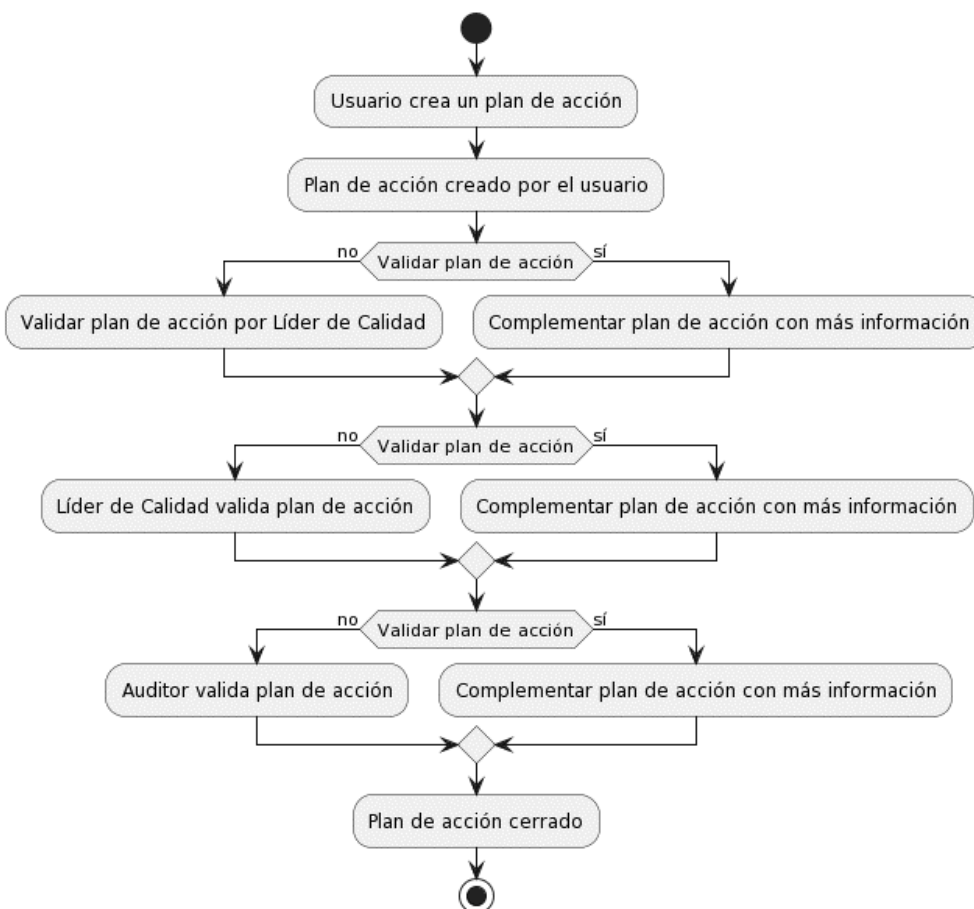 Usuario crea un plan de acción
Plan de acción creado por el usuario
no
Validar plan de acción
sí
Validar plan de acción por Líder de Calidad
Complementar plan de acción con más información
no
Validar plan de acción
sí
Líder de Calidad valida plan de acción
Complementar plan de acción con más información
no
Validar plan de acción
sí
Auditor valida plan de acción
Complementar plan de acción con más información
Plan de acción cerrado